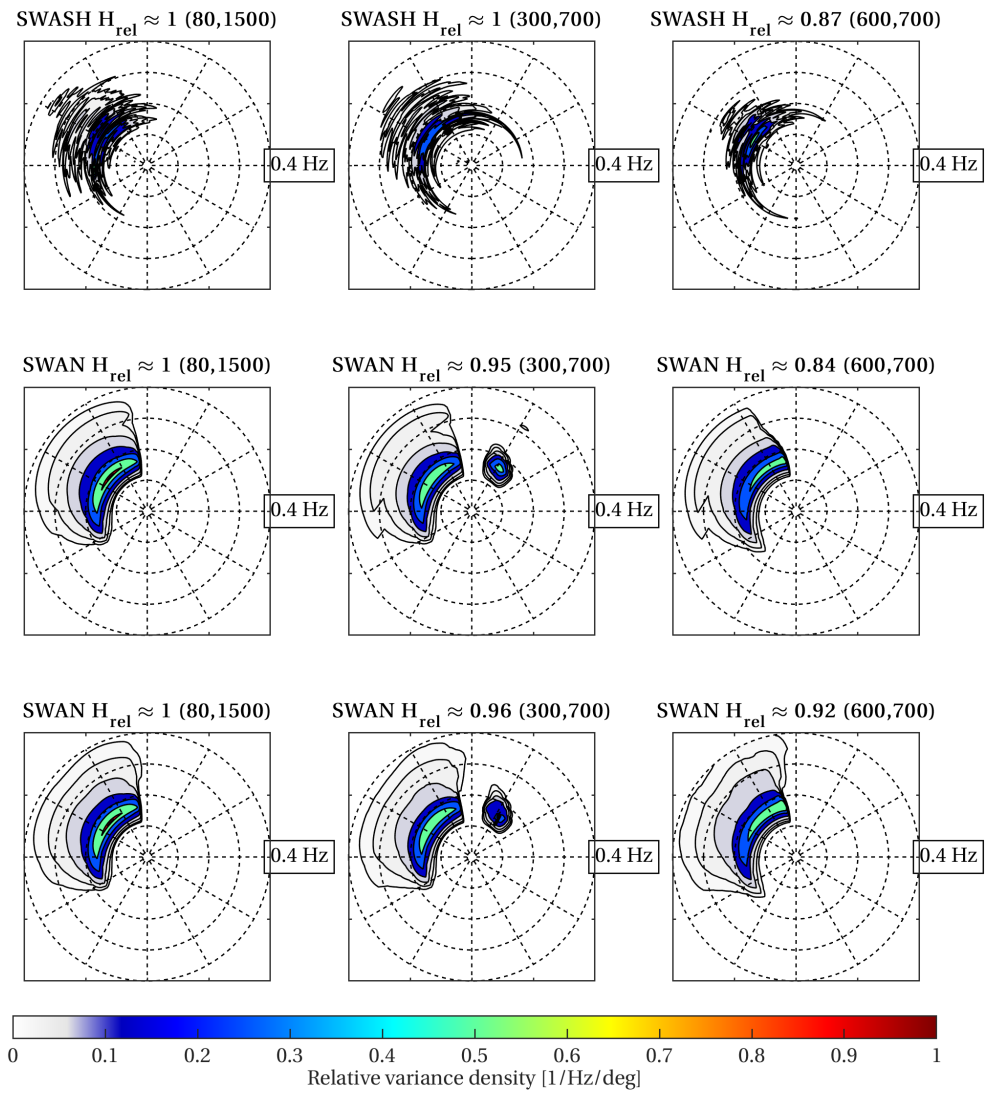 SWASH H_rel ≈ 1 (80,1500) SWASH H_rel ≈ 1 (300,700) SWASH H_rel ≈ 0.87 (600,700)
0.4 Hz 0.4 Hz 0.4 Hz
SWAN H_rel ≈ 1 (80,1500) SWAN H_rel ≈ 0.95 (300,700) SWAN H_rel ≈ 0.84 (600,700)
0.4 Hz 0.4 Hz 0.4 Hz
SWAN H_rel ≈ 1 (80,1500) SWAN H_rel ≈ 0.96 (300,700) SWAN H_rel ≈ 0.92 (600,700)
0.4 Hz 0.4 Hz 0.4 Hz
0 0.1 0.2 0.3 0.4 0.5 0.6 0.7 0.8 0.9 1
Relative variance density [1/Hz/deg]